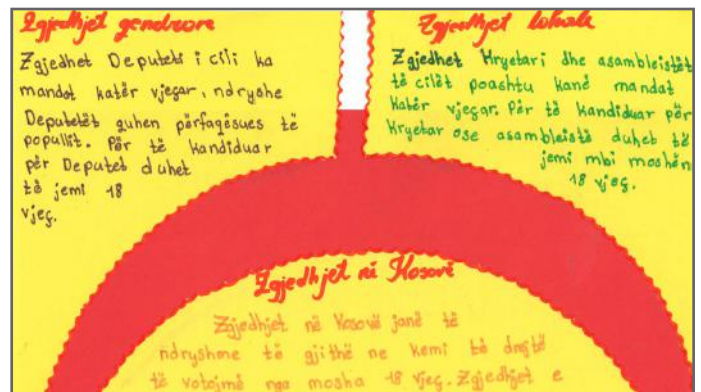 Zgjedhjet gendrore
Zgjedhet Deputeti i cili ka
mandat katër vjeçar, ndryshe
Deputetët quhen përfaqësues të
popullit. Për të kandiduar
për Deputet duhet
të jemi 18
vjeç.
Zgjedhjet lokale
Zgjedhet Kryetari dhe asambleistët
të cilët poashtu kanë mandat
katër vjeçar. Për të kandiduar për
Kryetar ose asambleistë duhet të
jemi mbi moshën
18 vjeç.
Zgjedhjet në Kosovë
Zgjedhjet në Kosovë janë të
ndryshme të gjithë ne kemi të drejtë
të votojmë nga mosha 18 vjeç. Zgjedhjet e